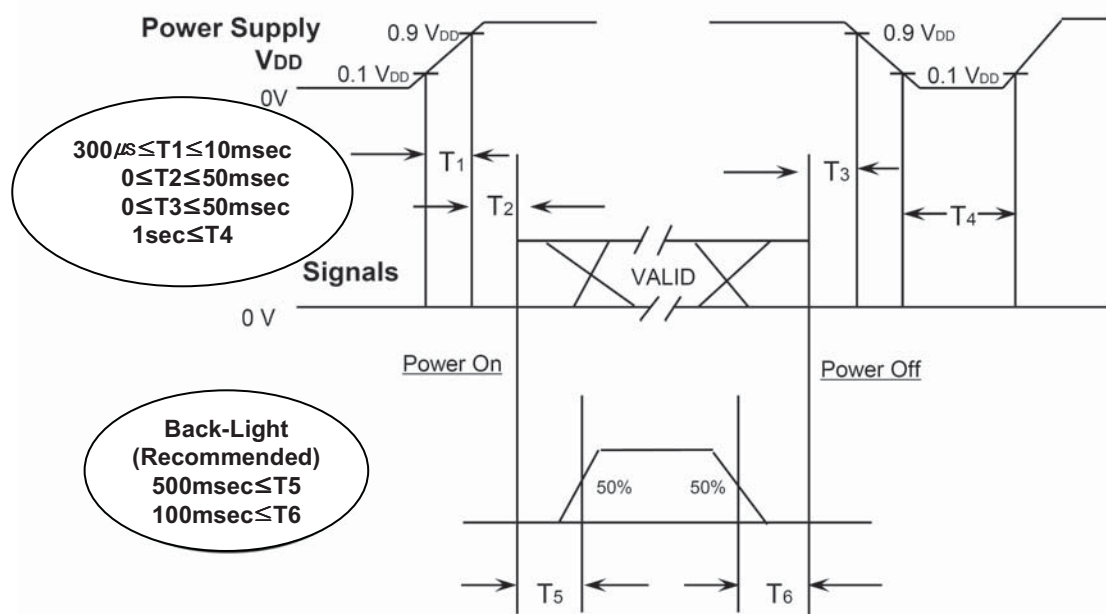 Power Supply
VDD
0.9 VDD
0.1 VDD
0V
0.9 VDD
0.1 VDD
300μs≤T1≤10msec
0≤T2≤50msec
0≤T3≤50msec
1sec≤T4
T1
T2
T3
T4
Signals
VALID
0 V
Power On
Power Off
Back-Light
(Recommended)
500msec≤T5
100msec≤T6
50%
50%
T5
T6